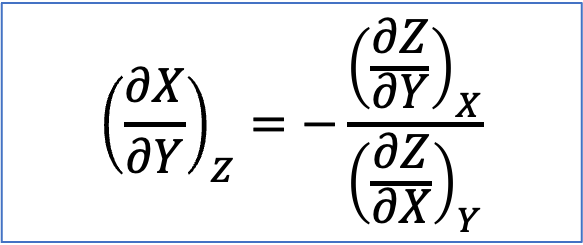 (∂X/∂Y)_Z = −(∂Z/∂Y)_X / (∂Z/∂X)_Y